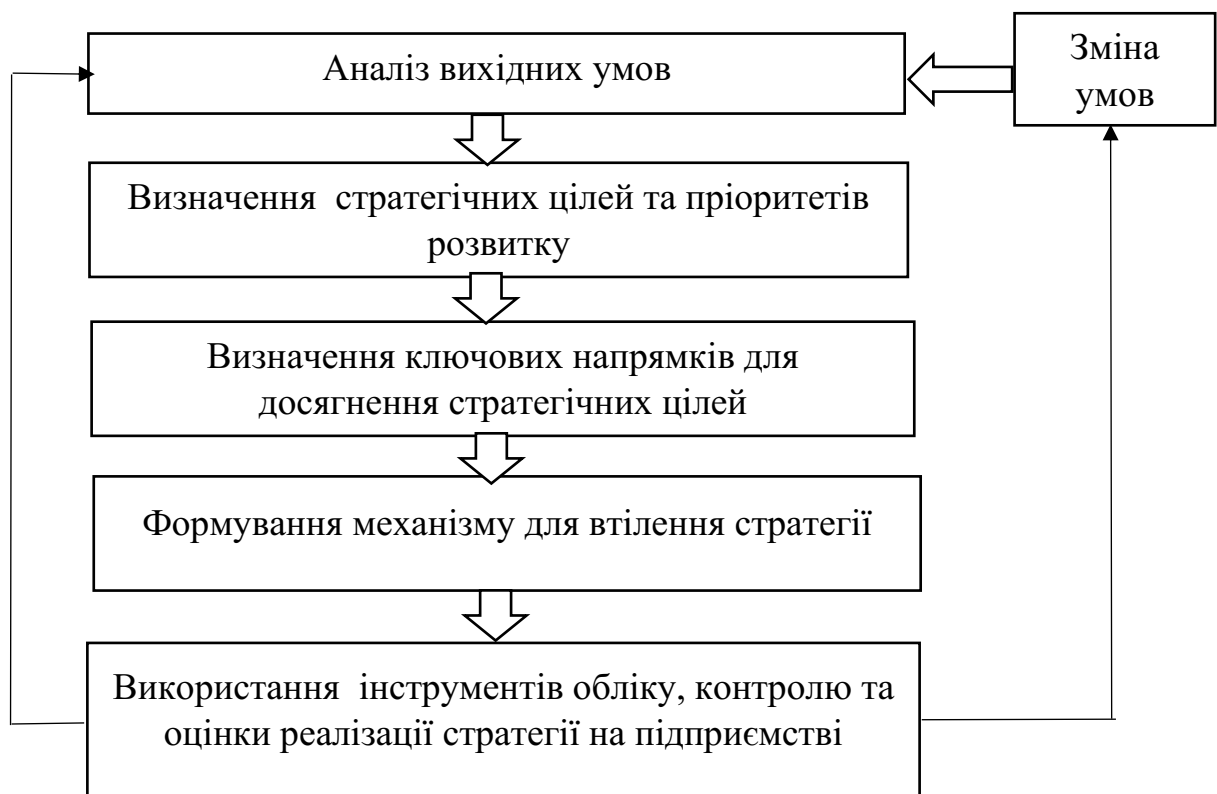 Аналіз вихідних умов
Зміна
умов
Визначення стратегічних цілей та пріоритетів
розвитку
Визначення ключових напрямків для
досягнення стратегічних цілей
Формування механізму для втілення стратегії
Використання інструментів обліку, контролю та
оцінки реалізації стратегії на підприємстві